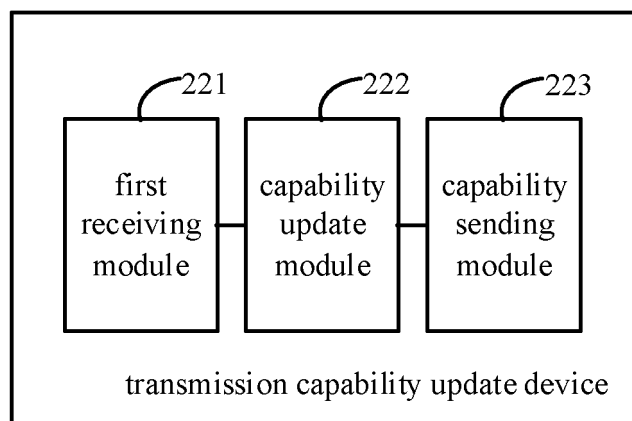 221
222
223
first
receiving
module
capability
update
module
capability
sending
module
transmission capability update device